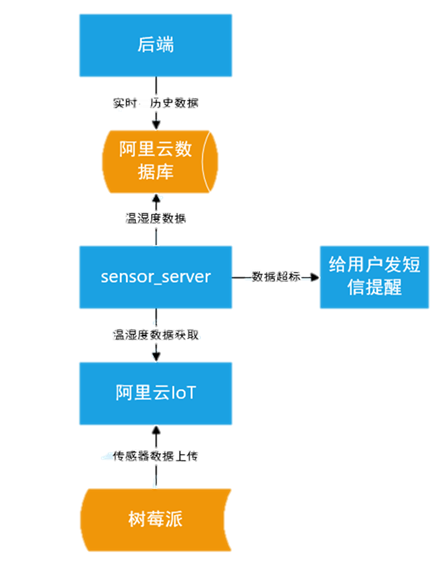 后端
实时 历史数据
阿里云数
据库
温湿度数据
sensor_server
数据超标
给用户发短
信提醒
温湿度数据获取
阿里云IoT
传感器数据上传
树莓派